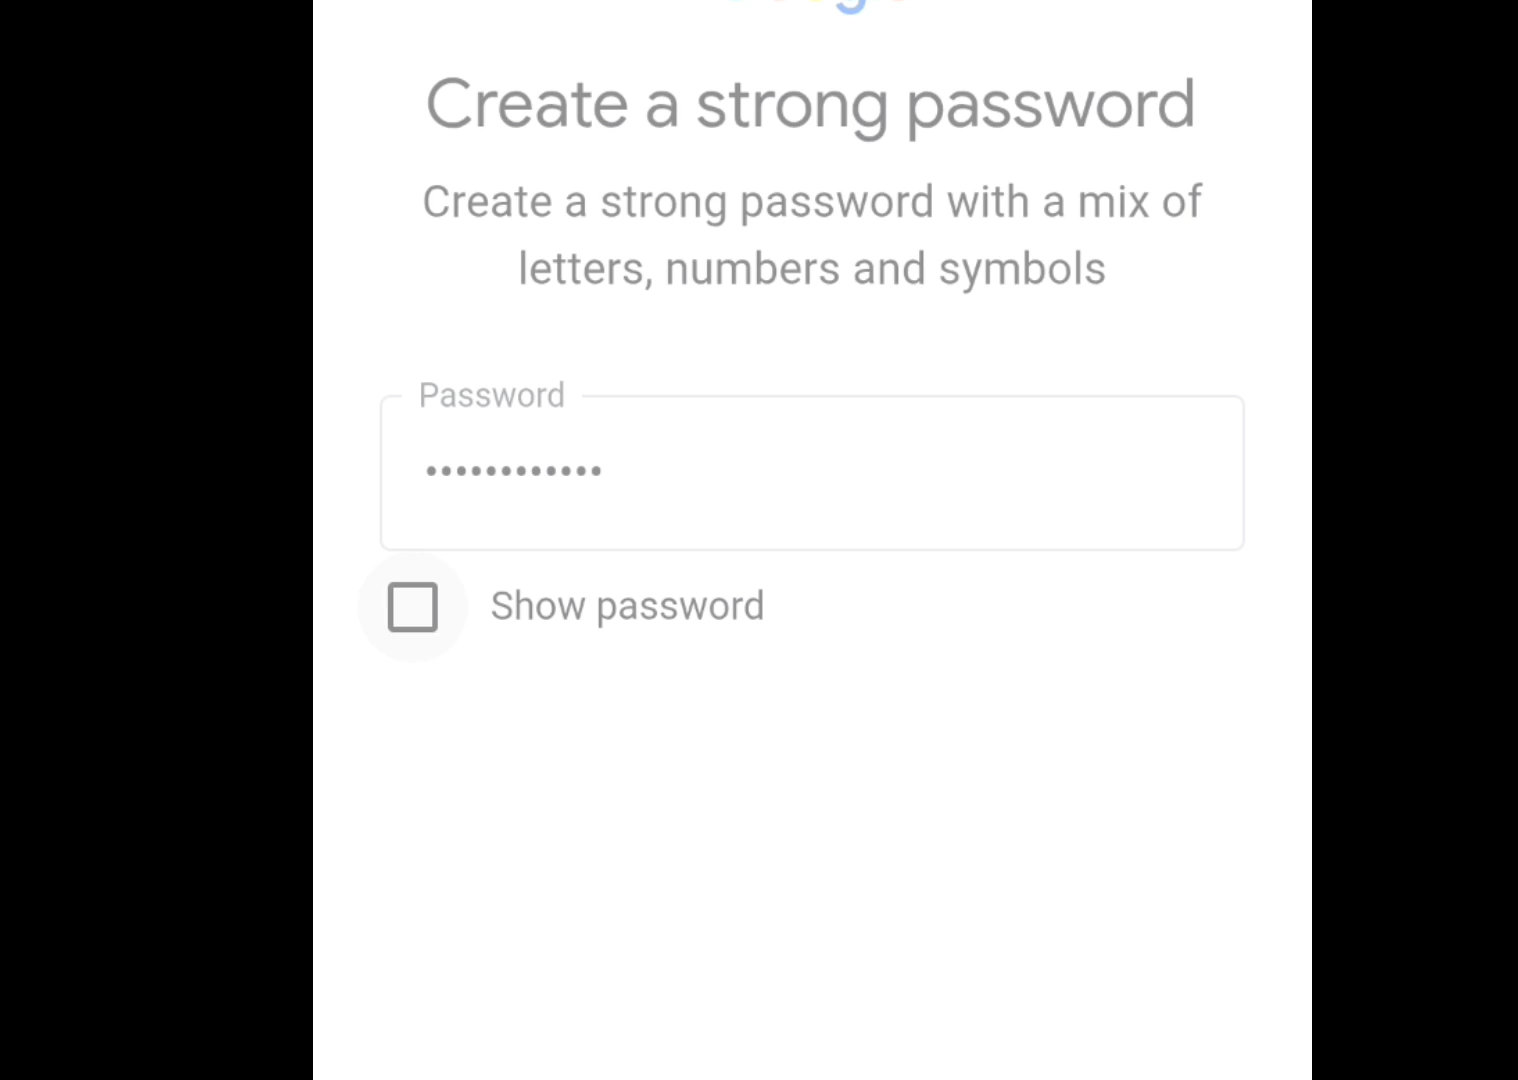 Create a strong password
Create a strong password with a mix of
letters, numbers and symbols
Password
••••••••••••
Show password